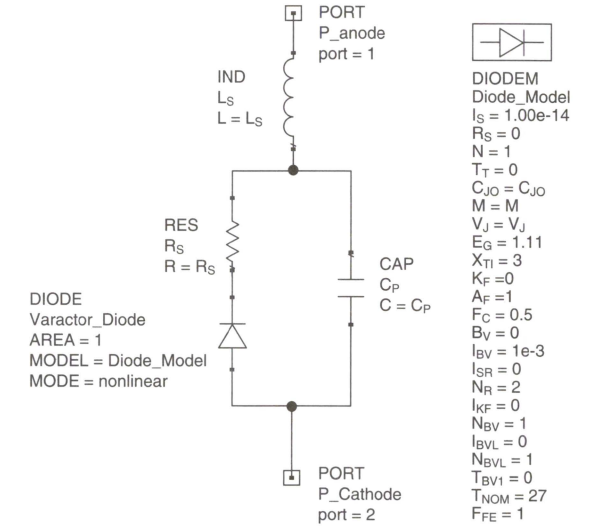 PORT
P_anode
port = 1
IND
LS
L = LS
RES
RS
R = RS
CAP
CP
C = CP
DIODE
Varactor_Diode
AREA = 1
MODEL = Diode_Model
MODE = nonlinear
PORT
P_Cathode
port = 2
DIODEM
Diode_Model
IS = 1.00e-14
RS = 0
N = 1
TT = 0
CJO = CJO
M = M
VJ = VJ
EG = 1.11
XTI = 3
KF =0
AF =1
FC = 0.5
BV = 0
IBV = 1e-3
ISR = 0
NR = 2
IKF = 0
NBV = 1
IBVL = 0
NBVL = 1
TBV1 = 0
TNOM = 27
FFE = 1